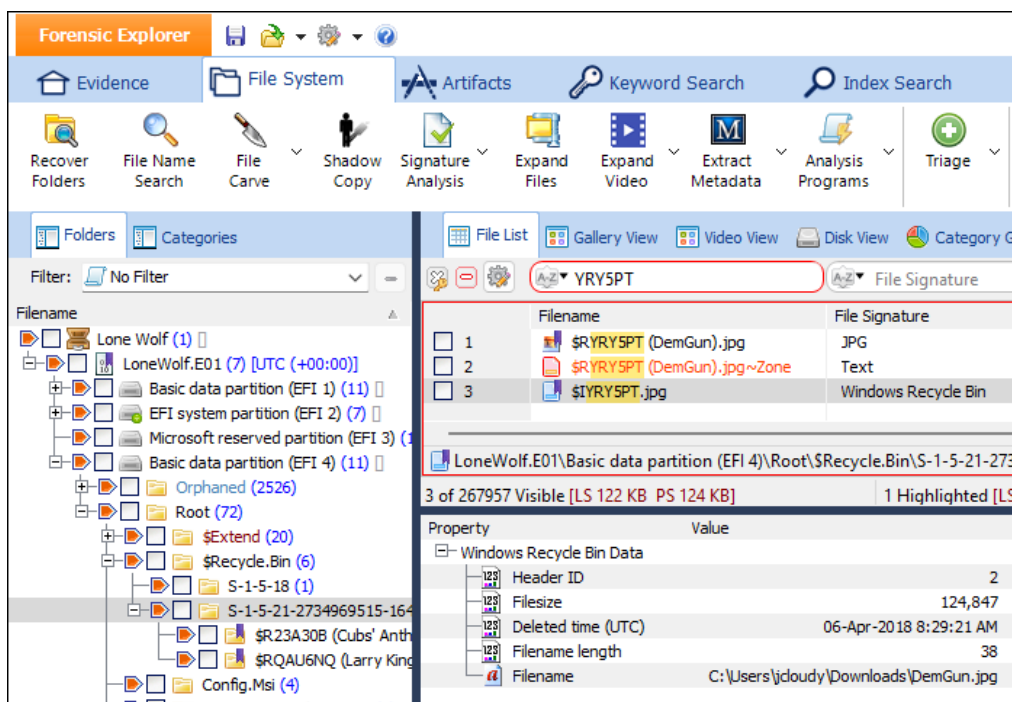 Forensic Explorer
Evidence File System Artifacts Keyword Search Index Search
Recover Folders File Name Search File Carve Shadow Copy Signature Analysis Expand Files Expand Video Extract Metadata Analysis Programs Triage
Folders Categories
Filter: No Filter
Filename
Lone Wolf (1) []
LoneWolf.E01 (7) [UTC (+00:00)]
Basic data partition (EFI 1) (11) []
EFI system partition (EFI 2) (7) []
Microsoft reserved partition (EFI 3) (1
Basic data partition (EFI 4) (11) []
Orphaned (2526)
Root (72)
$Extend (20)
$Recycle.Bin (6)
S-1-5-18 (1)
S-1-5-21-2734969515-164
$R23A30B (Cubs' Anth
$RQAU6NQ (Larry King
Config.Msi (4)
File List Gallery View Video View Disk View Category G
A-Z YRY5PT A-Z File Signature
Filename File Signature
1 $RYRY5PT (DemGun).jpg JPG
2 $RYRY5PT (DemGun).jpg~Zone Text
3 $IYRY5PT.jpg Windows Recycle Bin
LoneWolf.E01\Basic data partition (EFI 4)\Root\$Recycle.Bin\S-1-5-21-273
3 of 267957 Visible [LS 122 KB PS 124 KB] 1 Highlighted [LS
Property Value
Windows Recycle Bin Data
123 Header ID 2
123 Filesize 124,847
123 Deleted time (UTC) 06-Apr-2018 8:29:21 AM
123 Filename length 38
a Filename C:\Users\jcloudy\Downloads\DemGun.jpg